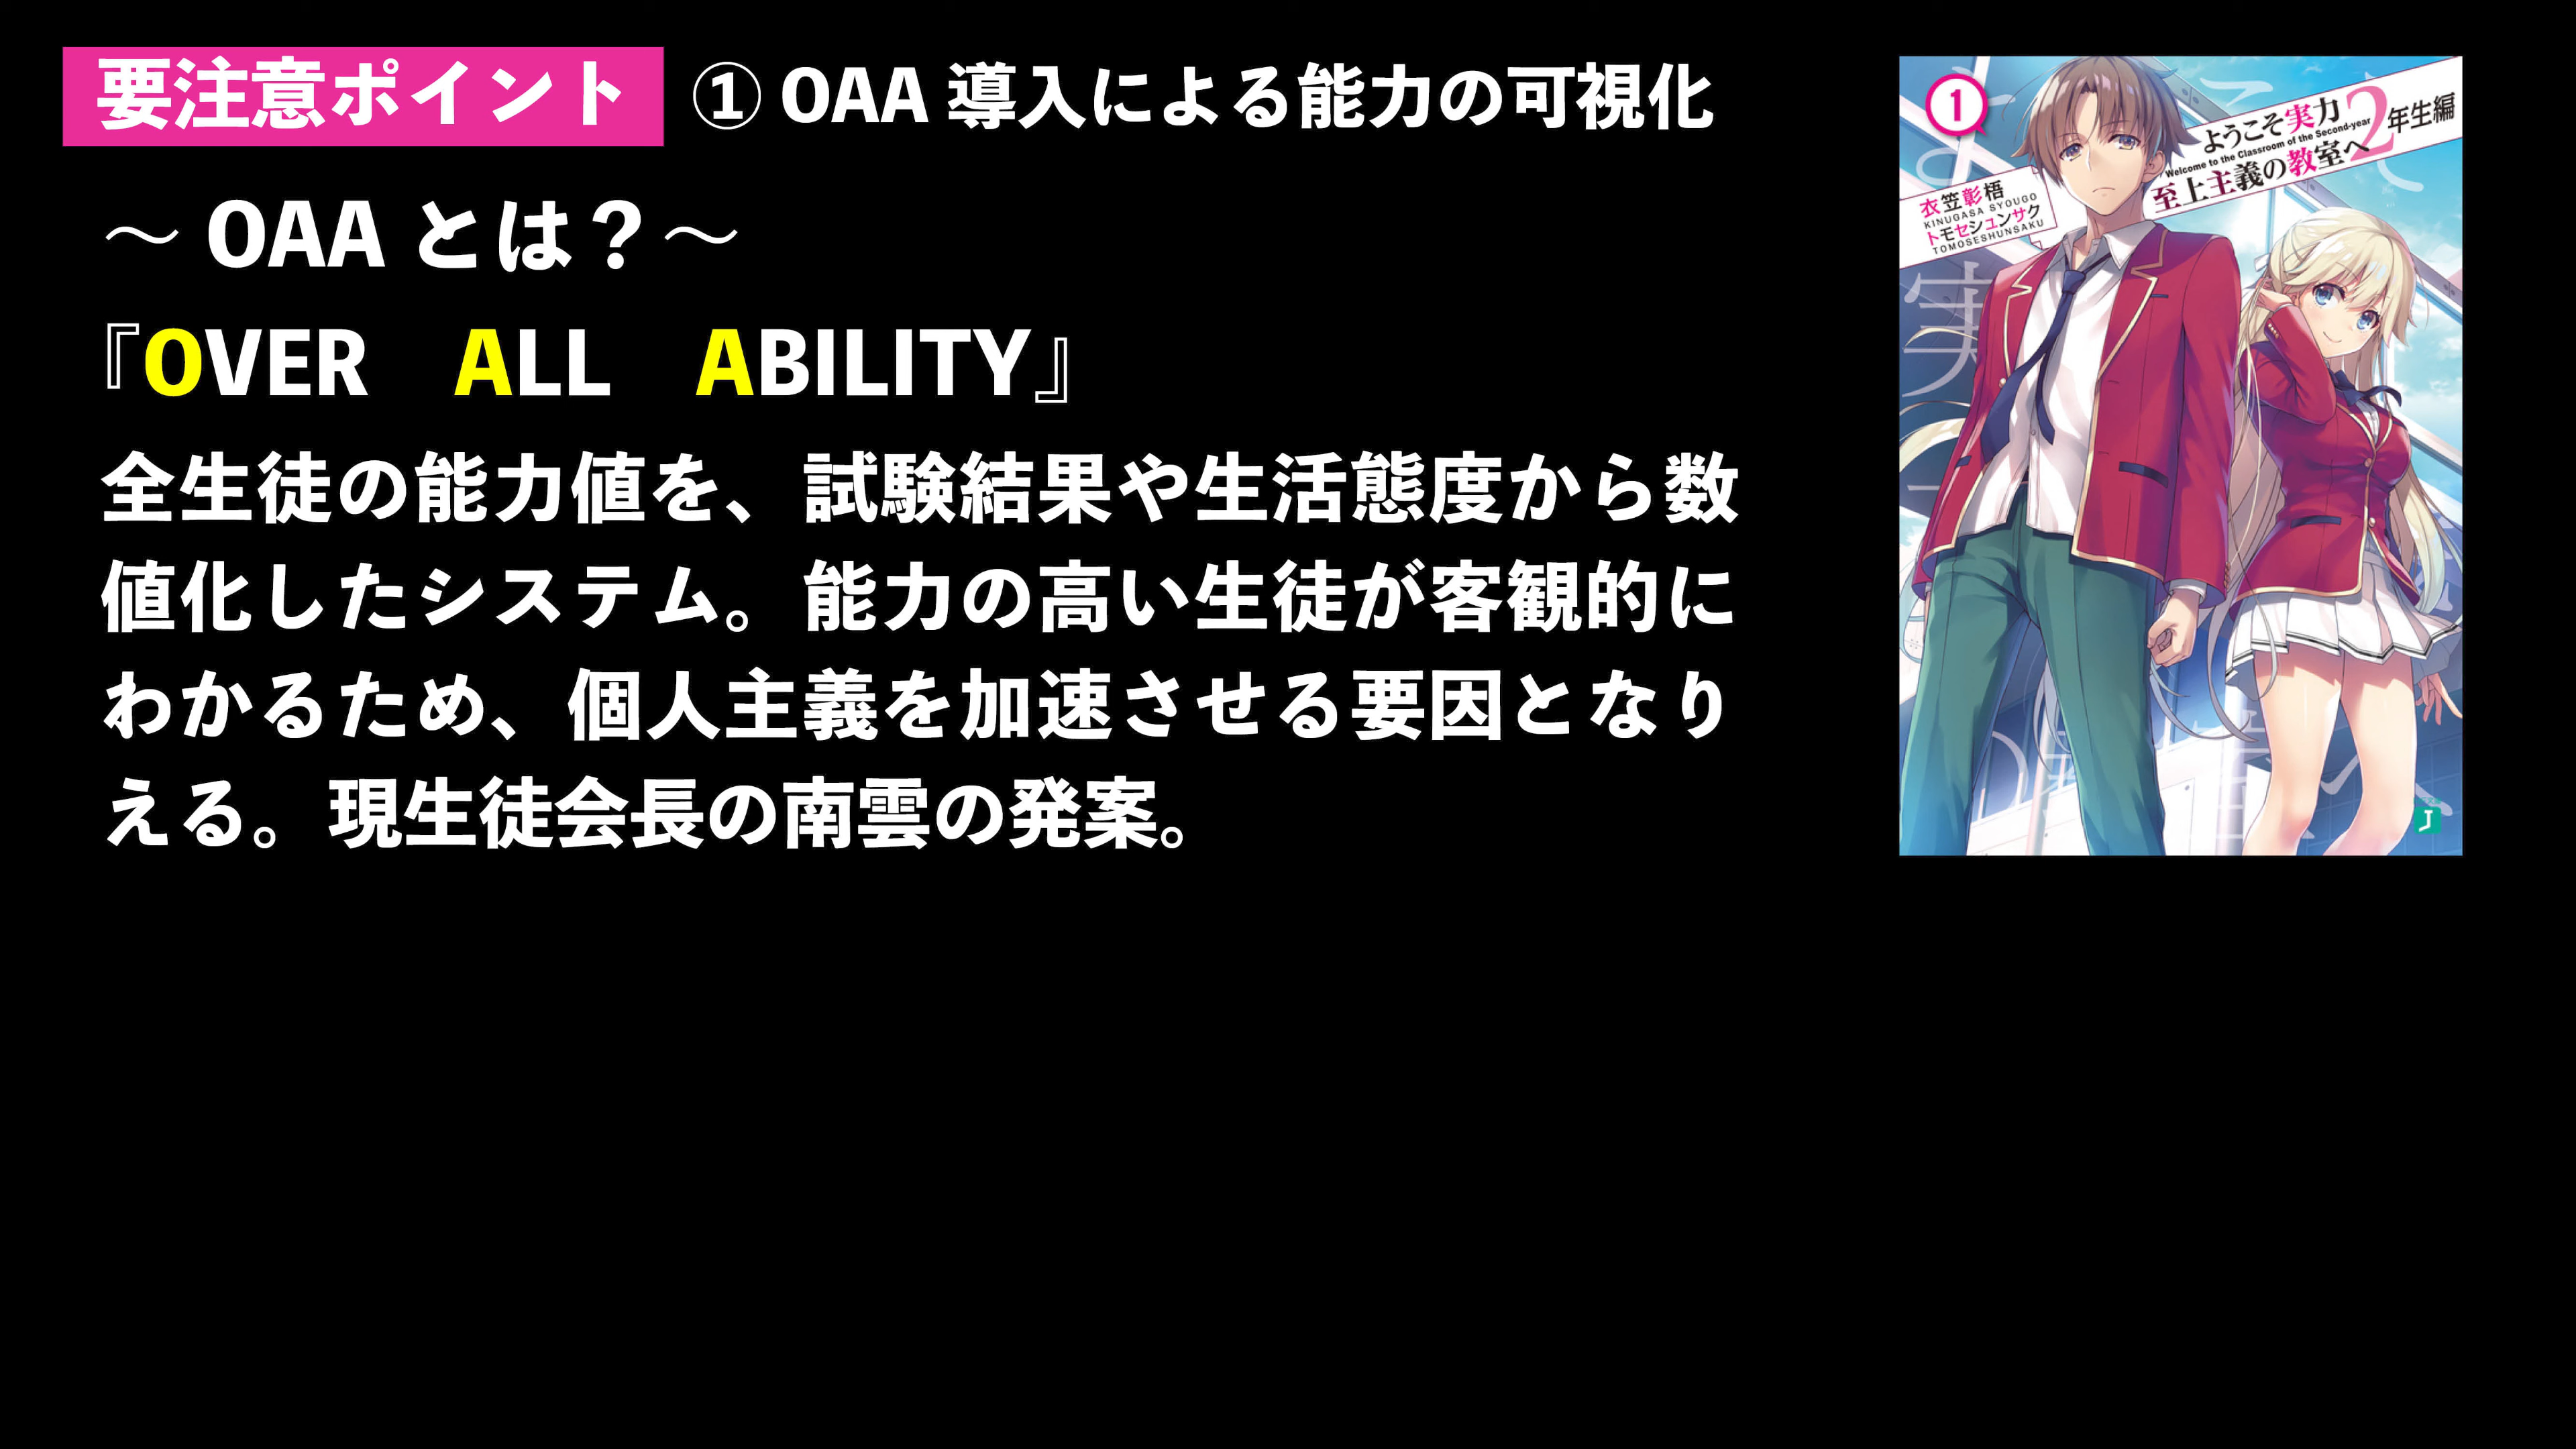 要注意ポイント ① OAA 導入による能力の可視化
～ OAA とは？～
『OVER ALL ABILITY』
全生徒の能力値を、試験結果や生活態度から数
値化したシステム。能力の高い生徒が客観的に
わかるため、個人主義を加速させる要因となり
える。現生徒会長の南雲の発案。
1
ようこそ実力
Welcome to the Classroom of the Second-year
至上主義の教室へ
2年生編
衣笠彰梧
KINUGASA SYOUGO
トモセシュンサク
TOMOSESHUNSAKU
J